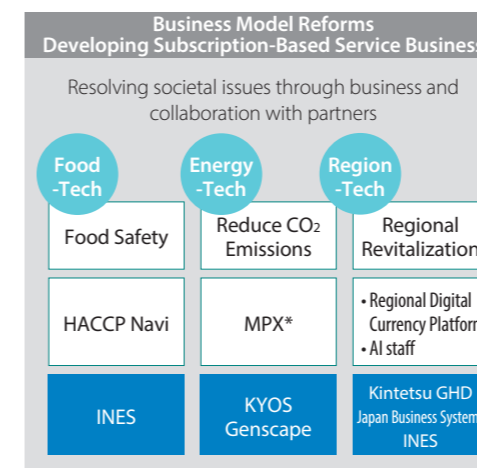 Business Model Reforms
Developing Subscription-Based Service Business
Resolving societal issues through business and
collaboration with partners
Food
-Tech
Energy
-Tech
Region
-Tech
Food Safety
Reduce CO2
Emissions
Regional
Revitalization
HACCP Navi
MPX*
• Regional Digital
Currency Platform
• AI staff
INES
KYOS
Genscape
Kintetsu GHD
Japan Business System
INES